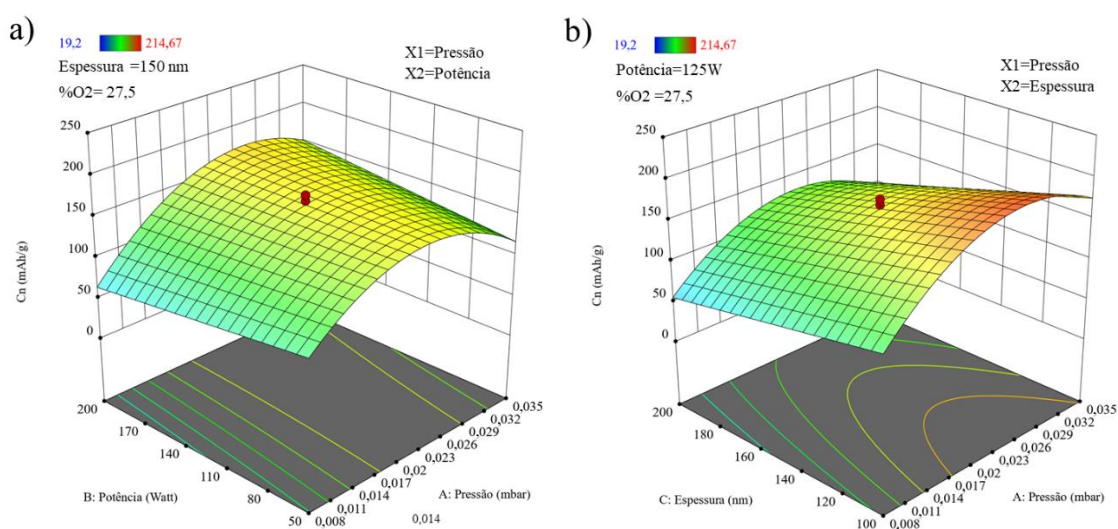 a)
19,2 214,67
Espessura =150 nm
%O2= 27,5
X1=Pressão
X2=Potência
250
200
150
100
50
0
Cn (mAh/g)
200
170
140
110
80
50
B: Potência (Watt)
0,035
0,032
0,029
0,026
0,023
0,02
0,017
0,014
0,011
0,008
A: Pressão (mbar)
0,014
b)
19,2 214,67
Potência=125W
%O2 =27,5
X1=Pressão
X2=Espessura
250
200
150
100
50
0
Cn (mAh/g)
200
180
160
140
120
100
C: Espessura (nm)
0,035
0,032
0,029
0,026
0,023
0,02
0,017
0,014
0,011
0,008
A: Pressão (mbar)